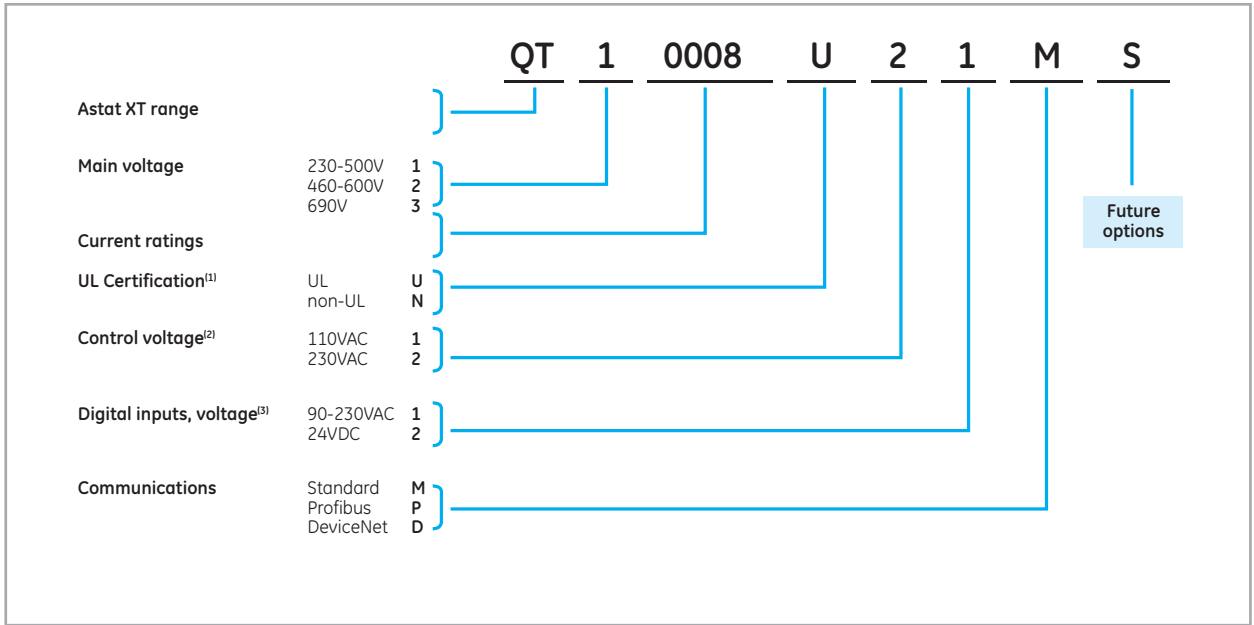 QT 1 0008 U 2 1 M S
Astat XT range
Main voltage 230-500V 1
460-600V 2
690V 3
Future
options
Current ratings
UL Certification(1) UL U
non-UL N
Control voltage(2) 110VAC 1
230VAC 2
Digital inputs, voltage(3) 90-230VAC 1
24VDC 2
Communications Standard M
Profibus P
DeviceNet D